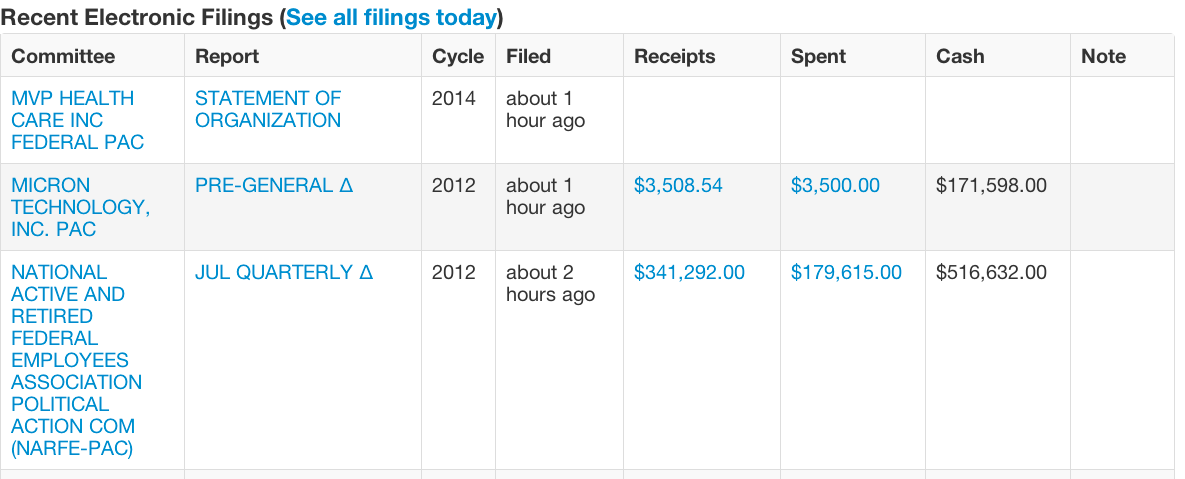 Recent Electronic Filings (See all filings today)
Committee Report Cycle Filed Receipts Spent Cash Note
MVP HEALTH STATEMENT OF 2014 about 1
CARE INC ORGANIZATION hour ago
FEDERAL PAC
MICRON PRE-GENERAL Δ 2012 about 1 $3,508.54 $3,500.00 $171,598.00
TECHNOLOGY, hour ago
INC. PAC
NATIONAL JUL QUARTERLY Δ 2012 about 2 $341,292.00 $179,615.00 $516,632.00
ACTIVE AND hours ago
RETIRED
FEDERAL
EMPLOYEES
ASSOCIATION
POLITICAL
ACTION COM
(NARFE-PAC)